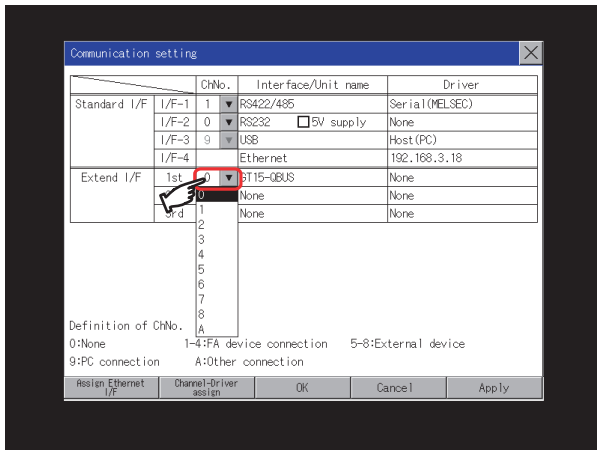 Communication setting
ChNo. Interface/Unit name Driver
Standard I/F I/F-1 1 RS422/485 Serial(MELSEC)
I/F-2 0 RS232 5V supply None
I/F-3 9 USB Host(PC)
I/F-4 Ethernet 192.168.3.18
Extend I/F 1st 0 GT15-QBUS None
0 None None
3rd 1 None None
2
3
4
5
6
7
8
A
Definition of ChNo.
0:None 1-4:FA device connection 5-8:External device
9:PC connection A:Other connection
Assign Ethernet I/F Channel-Driver assign OK Cancel Apply